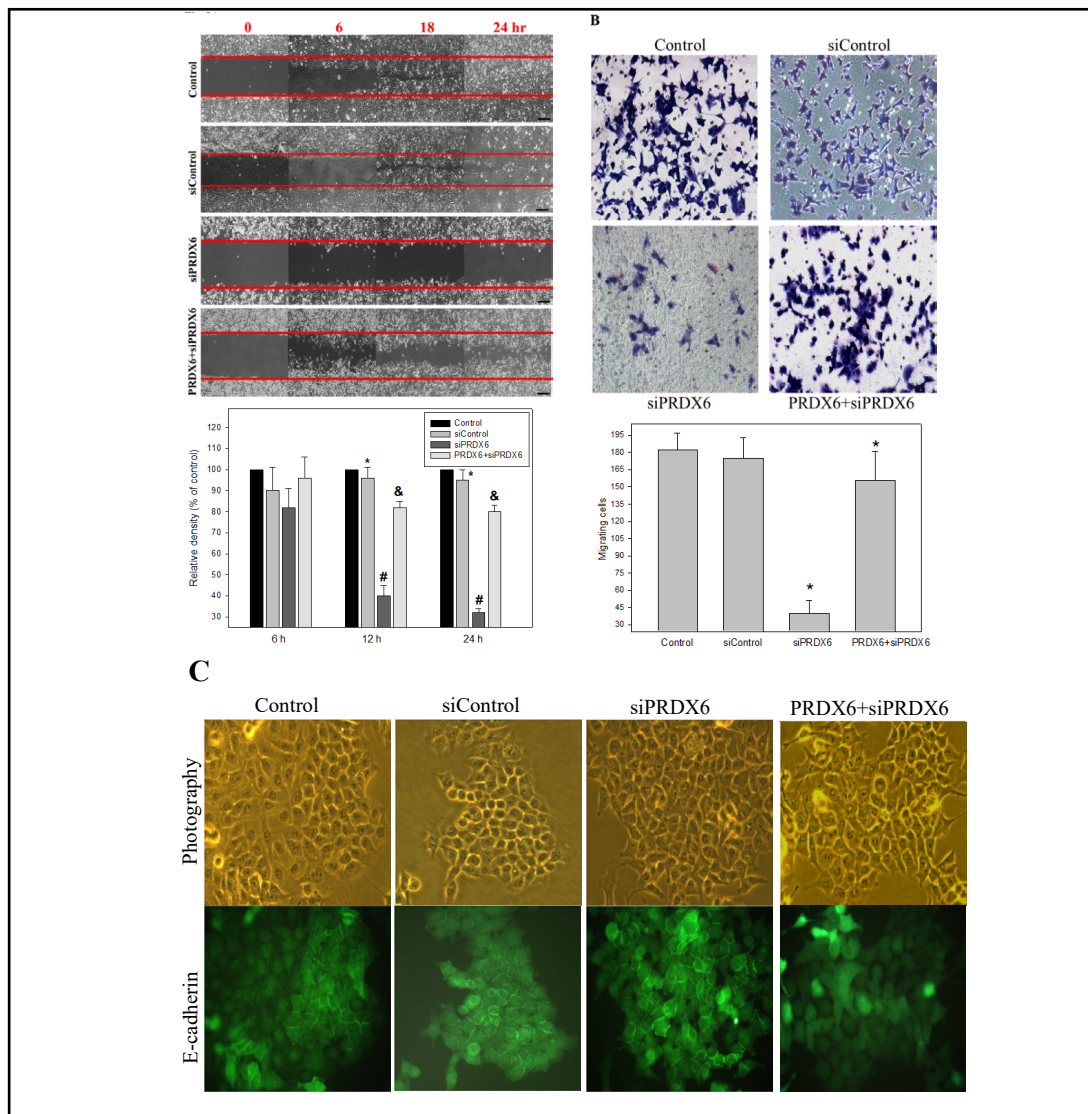 0 6 18 24 hr
Control
siControl
siPRDX6
PRDX6+siPRDX6
Relative density (% of control)
120
110
100
90
80
70
60
50
40
30
Control
siControl
siPRDX6
PRDX6+siPRDX6
* # &
* # &
6 h 12 h 24 h
B
Control siControl
siPRDX6 PRDX6+siPRDX6
Migrating cells
195
180
165
150
135
120
105
90
75
60
45
30
* *
Control siControl siPRDX6 PRDX6+siPRDX6
C
Control siControl siPRDX6 PRDX6+siPRDX6
Photography
E-cadherin